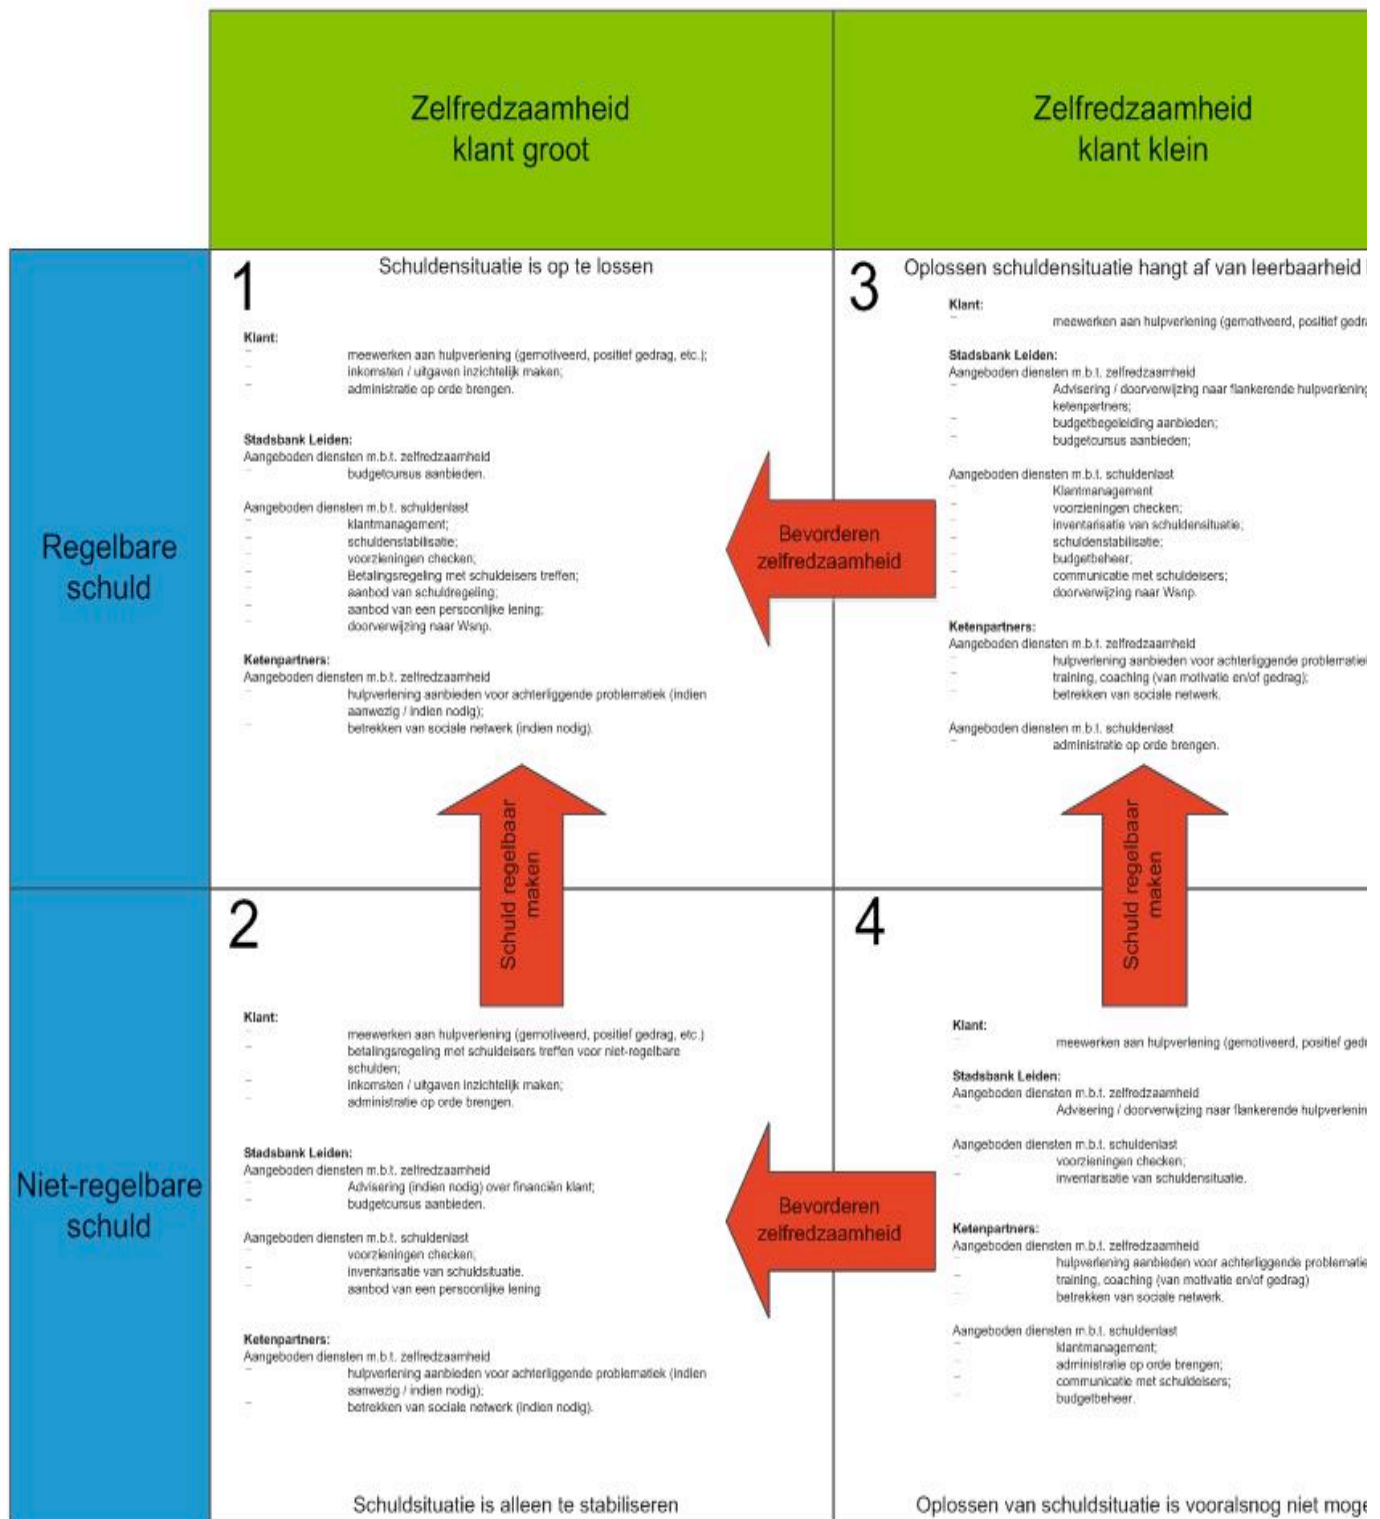 Zelfredzaamheid
klant groot
Zelfredzaamheid
klant klein
Regelbare
schuld
1
Schuldensituatie is op te lossen
Klant:
– meewerken aan hulpverlening (gemotiveerd, positief gedrag, etc.);
– inkomsten / uitgaven inzichtelijk maken;
– administratie op orde brengen.
Stadsbank Leiden:
Aangeboden diensten m.b.t. zelfredzaamheid
– budgetcursus aanbieden.
Aangeboden diensten m.b.t. schuldenlast
– klantmanagement;
– schuldenstabilisatie;
– voorzieningen checken;
– Betalingsregeling met schuldeisers treffen;
– aanbod van schuldregeling;
– aanbod van een persoonlijke lening;
– doorverwijzing naar Wsnp.
Ketenpartners:
Aangeboden diensten m.b.t. zelfredzaamheid
– hulpverlening aanbieden voor achterliggende problematiek (indien
aanwezig / indien nodig);
– betrekken van sociale netwerk (indien nodig).
Bevorderen
zelfredzaamheid
3
Oplossen schuldensituatie hangt af van leerbaarheid
Klant:
– meewerken aan hulpverlening (gemotiveerd, positief gedra
Stadsbank Leiden:
Aangeboden diensten m.b.t. zelfredzaamheid
– Advisering / doorverwijzing naar flankerende hulpverlening
ketenpartners;
– budgetbegeleiding aanbieden;
– budgetcursus aanbieden;
Aangeboden diensten m.b.t. schuldenlast
– Klantmanagement
– voorzieningen checken;
– inventarisatie van schuldensituatie;
– schuldenstabilisatie;
– budgetbeheer;
– communicatie met schuldeisers;
– doorverwijzing naar Wsnp.
Ketenpartners:
Aangeboden diensten m.b.t. zelfredzaamheid
– hulpverlening aanbieden voor achterliggende problematiek
– training, coaching (van motivatie en/of gedrag);
– betrekken van sociale netwerk.
Aangeboden diensten m.b.t. schuldenlast
– administratie op orde brengen.
Schuld regelbaar
maken
Schuld regelbaar
maken
Niet-regelbare
schuld
2
Klant:
– meewerken aan hulpverlening (gemotiveerd, positief gedrag, etc.)
– betalingsregeling met schuldeisers treffen voor niet-regelbare
schulden;
– inkomsten / uitgaven inzichtelijk maken;
– administratie op orde brengen.
Stadsbank Leiden:
Aangeboden diensten m.b.t. zelfredzaamheid
– Advisering (indien nodig) over financiën klant;
– budgetcursus aanbieden.
Aangeboden diensten m.b.t. schuldenlast
– voorzieningen checken;
– inventarisatie van schuldsituatie.
– aanbod van een persoonlijke lening
Ketenpartners:
Aangeboden diensten m.b.t. zelfredzaamheid
– hulpverlening aanbieden voor achterliggende problematiek (indien
aanwezig / indien nodig);
– betrekken van sociale netwerk (indien nodig).
Schuldsituatie is alleen te stabiliseren
Bevorderen
zelfredzaamheid
4
Klant:
– meewerken aan hulpverlening (gemotiveerd, positief gedr
Stadsbank Leiden:
Aangeboden diensten m.b.t. zelfredzaamheid
– Advisering / doorverwijzing naar flankerende hulpverlenin
Aangeboden diensten m.b.t. schuldenlast
– voorzieningen checken;
– inventarisatie van schuldensituatie.
Ketenpartners:
Aangeboden diensten m.b.t. zelfredzaamheid
– hulpverlening aanbieden voor achterliggende problematie
– training, coaching (van motivatie en/of gedrag)
– betrekken van sociale netwerk.
Aangeboden diensten m.b.t. schuldenlast
– klantmanagement;
– administratie op orde brengen;
– communicatie met schuldeisers;
– budgetbeheer.
Oplossen van schuldsituatie is vooralsnog niet moge